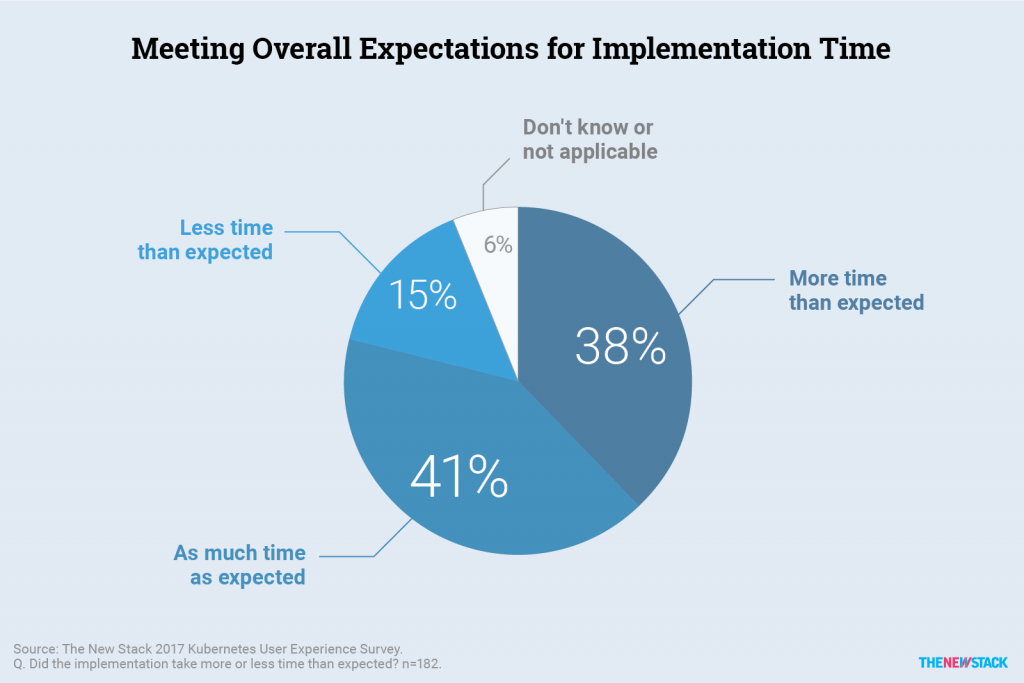 Meeting Overall Expectations for Implementation Time
Don't know or
not applicable
Less time
than expected
6%
15%
More time
than expected
38%
41%
As much time
as expected
Source: The New Stack 2017 Kubernetes User Experience Survey.
Q. Did the implementation take more or less time than expected? n=182.
THENEWSTACK